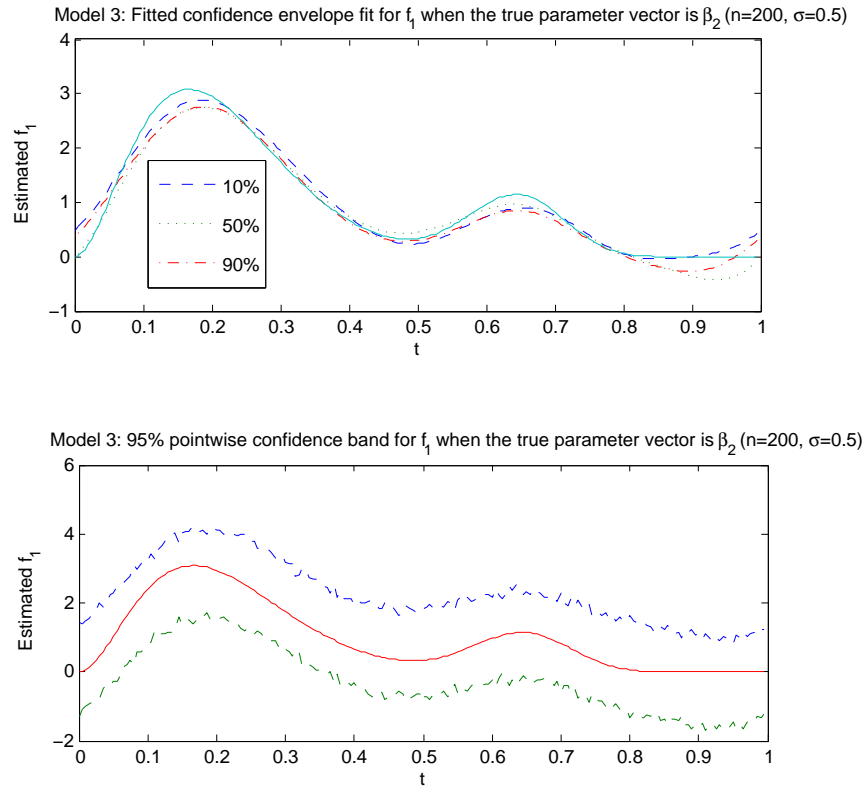 Model 3: Fitted confidence envelope fit for f₁ when the true parameter vector is β₂ (n=200, σ=0.5)
4
3
2
1
0
−1
Estimated f₁
10%
50%
90%
0 0.1 0.2 0.3 0.4 0.5 0.6 0.7 0.8 0.9 1
t
Model 3: 95% pointwise confidence band for f₁ when the true parameter vector is β₂ (n=200, σ=0.5)
6
4
2
0
−2
Estimated f₁
0 0.1 0.2 0.3 0.4 0.5 0.6 0.7 0.8 0.9 1
t